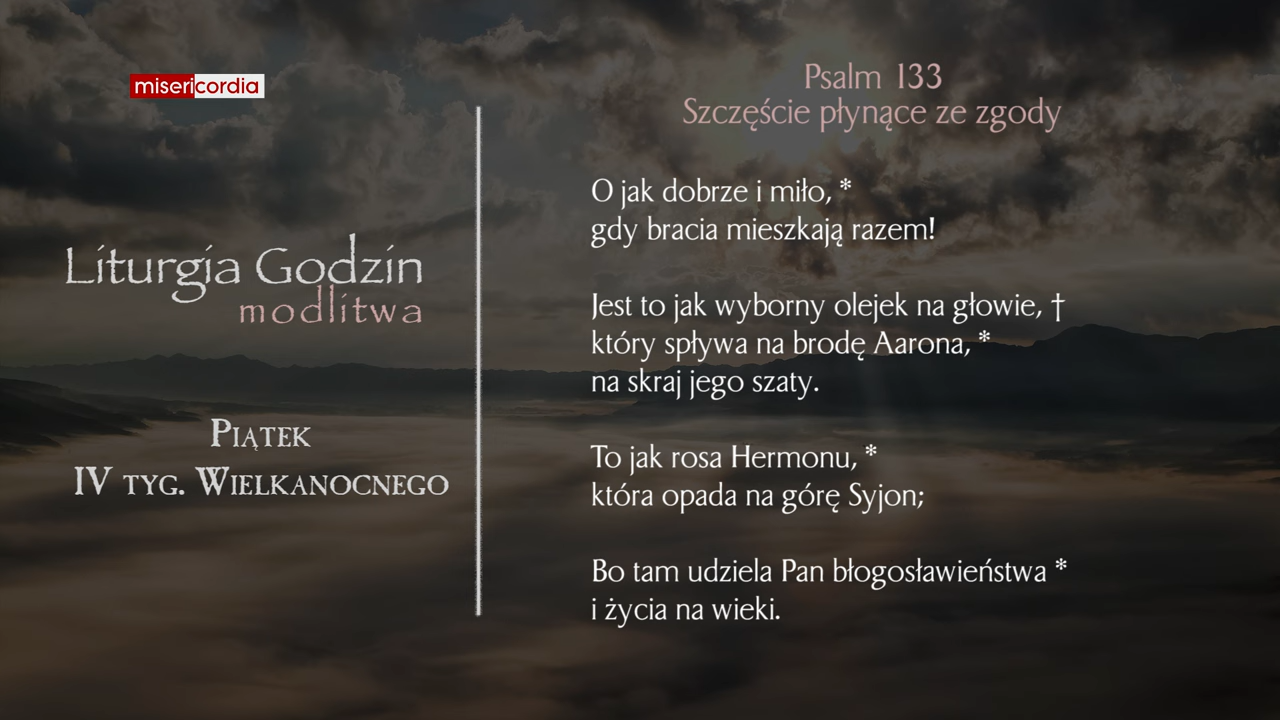 misericordia
Liturgia Godzin
modlitwa
Piątek
IV tyg. Wielkanocnego
Psalm 133
Szczęście płynące ze zgody
O jak dobrze i miło, *
gdy bracia mieszkają razem!
Jest to jak wyborny olejek na głowie, †
który spływa na brodę Aarona, *
na skraj jego szaty.
To jak rosa Hermonu, *
która opada na górę Syjon;
Bo tam udziela Pan błogosławieństwa *
i życia na wieki.